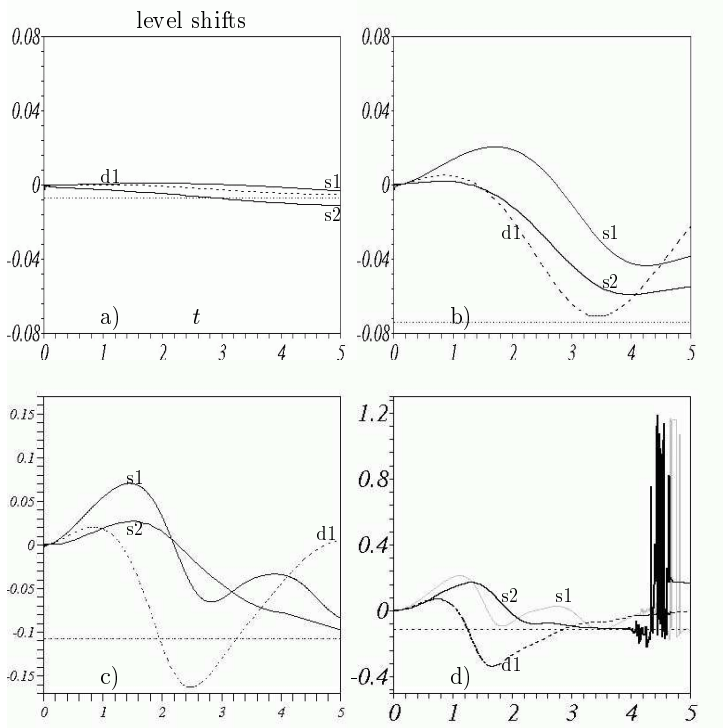 level shifts
0.08
0.04
0
-0.04
-0.08
0 1 2 3 4 5
d1
s1
s2
a) t
0.08
0.04
0
-0.04
-0.08
0 1 2 3 4 5
s1
d1
s2
b)
0.15
0.1
0.05
0
-0.05
-0.1
-0.15
0 1 2 3 4 5
s1
s2
d1
c)
1.2
0.8
0.4
0
-0.4
0 1 2 3 4 5
s2 s1
d1
d)